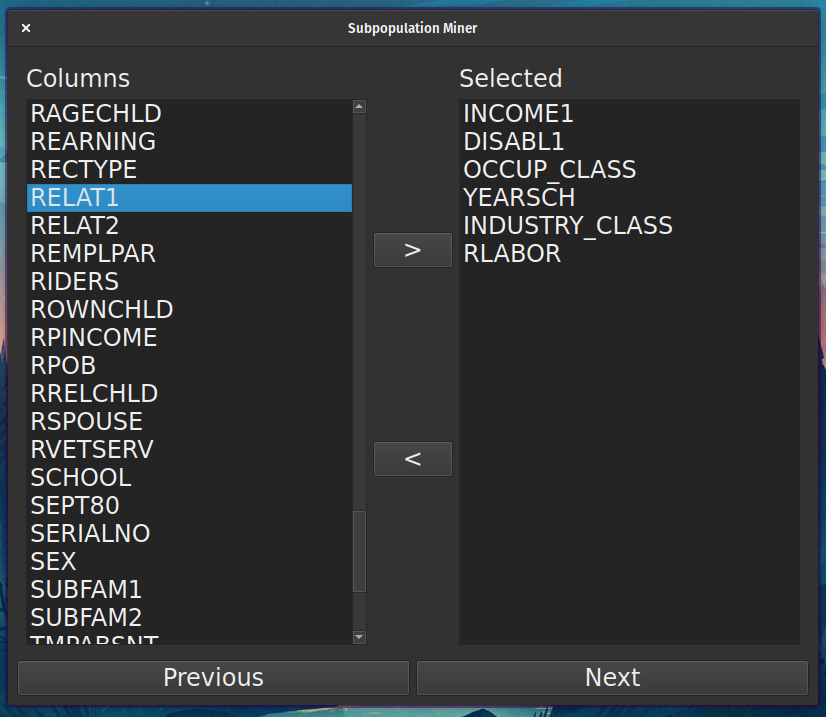 Subpopulation Miner
Columns
RAGECHLD
REARNING
RECTYPE
RELAT1
RELAT2
REMPLPAR
RIDERS
ROWNCHLD
RPINCOME
RPOB
RRELCHLD
RSPOUSE
RVETSERV
SCHOOL
SEPT80
SERIALNO
SEX
SUBFAM1
SUBFAM2
TMPABSNT
>
<
Selected
INCOME1
DISABL1
OCCUP_CLASS
YEARSCH
INDUSTRY_CLASS
RLABOR
Previous
Next